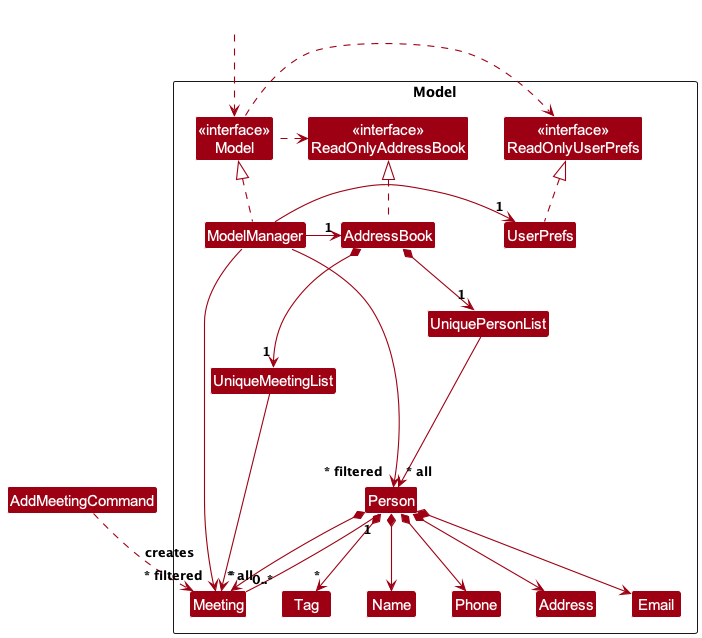 Model
«interface»
Model
«interface»
ReadOnlyAddressBook
«interface»
ReadOnlyUserPrefs
1
ModelManager
1
AddressBook
UserPrefs
1
UniquePersonList
1
UniqueMeetingList
* filtered
* all
AddMeetingCommand
Person
1
creates
* filtered
* all
0..*
*
Meeting
Tag
Name
Phone
Address
Email